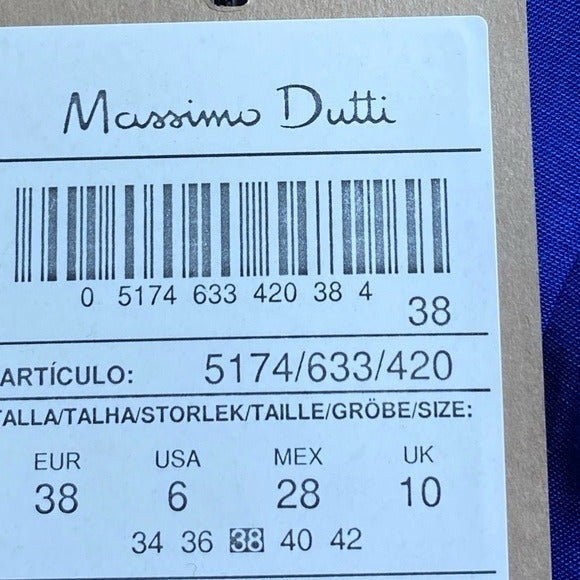 Massimo Dutti
0 5174 633 420 38 4
38
ARTÍCULO: 5174/633/420
TALLA/TALHA/STORLEK/TAILLE/GRÖBE/SIZE:
EUR USA MEX UK
38 6 28 10
34 36 38 40 42